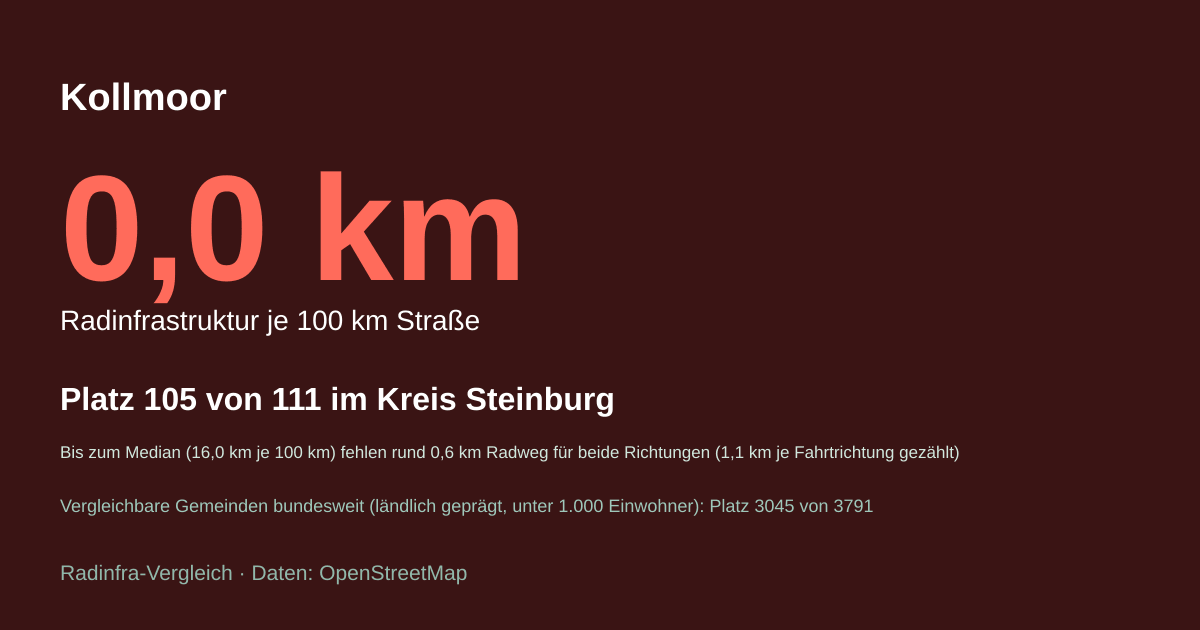 Kollmoor
0,0 km
Radinfrastruktur je 100 km Straße
Platz 105 von 111 im Kreis Steinburg
Bis zum Median (16,0 km je 100 km) fehlen rund 0,6 km Radweg für beide Richtungen (1,1 km je Fahrtrichtung gezählt)
Vergleichbare Gemeinden bundesweit (ländlich geprägt, unter 1.000 Einwohner): Platz 3045 von 3791
Radinfra-Vergleich · Daten: OpenStreetMap